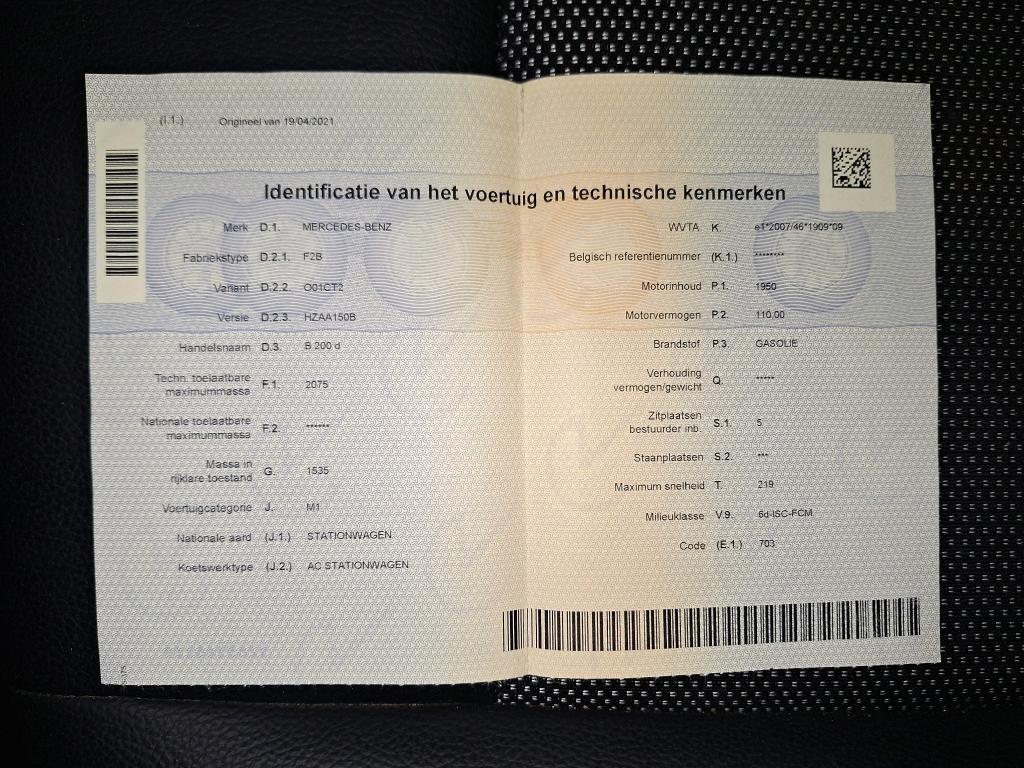 (I.1.) Origineel van 19/04/2021
Identificatie van het voertuig en technische kenmerken
Merk D.1. MERCEDES-BENZ
Fabriekstype D.2.1. F2B
Variant D.2.2. O01CT2
Versie D.2.3. HZAA150B
Handelsnaam D.3. B 200 d
Techn. toelaatbare
maximummassa F.1. 2075
Nationale toelaatbare
maximummassa F.2. ******
Massa in
rijklare toestand G. 1535
Voertuigcategorie J. M1
Nationale aard (J.1.) STATIONWAGEN
Koetswerktype (J.2.) AC STATIONWAGEN
WVTA K. e1*2007/46*1909*09
Belgisch referentienummer (K.1.) ********
Motorinhoud P.1. 1950
Motorvermogen P.2. 110,00
Brandstof P.3. GASOLIE
Verhouding
vermogen/gewicht Q. *****
Zitplaatsen
bestuurder inb. S.1. 5
Staanplaatsen S.2. ***
Maximum snelheid T. 219
Milieuklasse V.9. 6d-ISC-FCM
Code (E.1.) 703